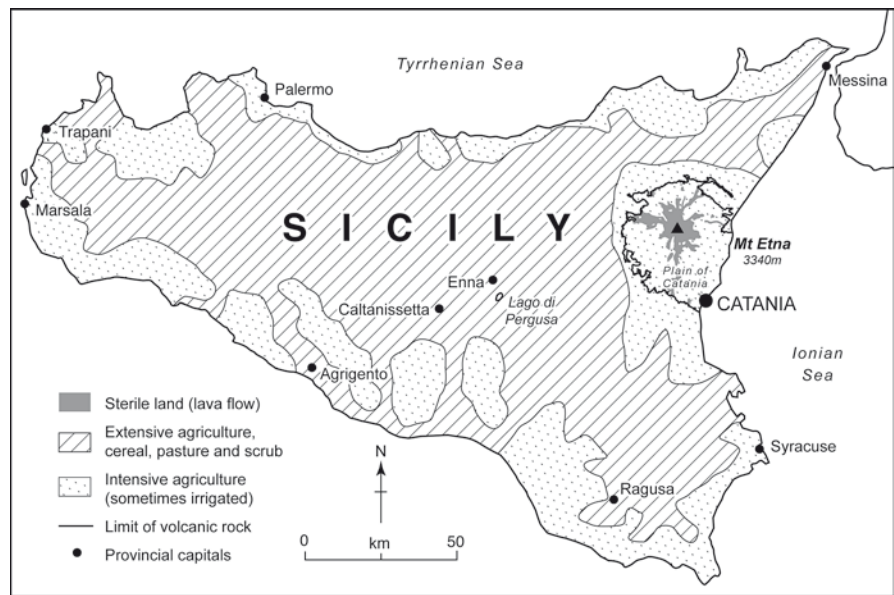 Tyrrhenian Sea
Messina
Palermo
Trapani
Marsala
SICILY
Mt Etna
3340m
Plain of
Catania
Enna
CATANIA
Lago di
Pergusa
Caltanissetta
Ionian
Sea
Agrigento
Syracuse
Ragusa
Sterile land (lava flow)
Extensive agriculture,
cereal, pasture and scrub
Intensive agriculture
(sometimes irrigated)
Limit of volcanic rock
Provincial capitals
N
0 km 50